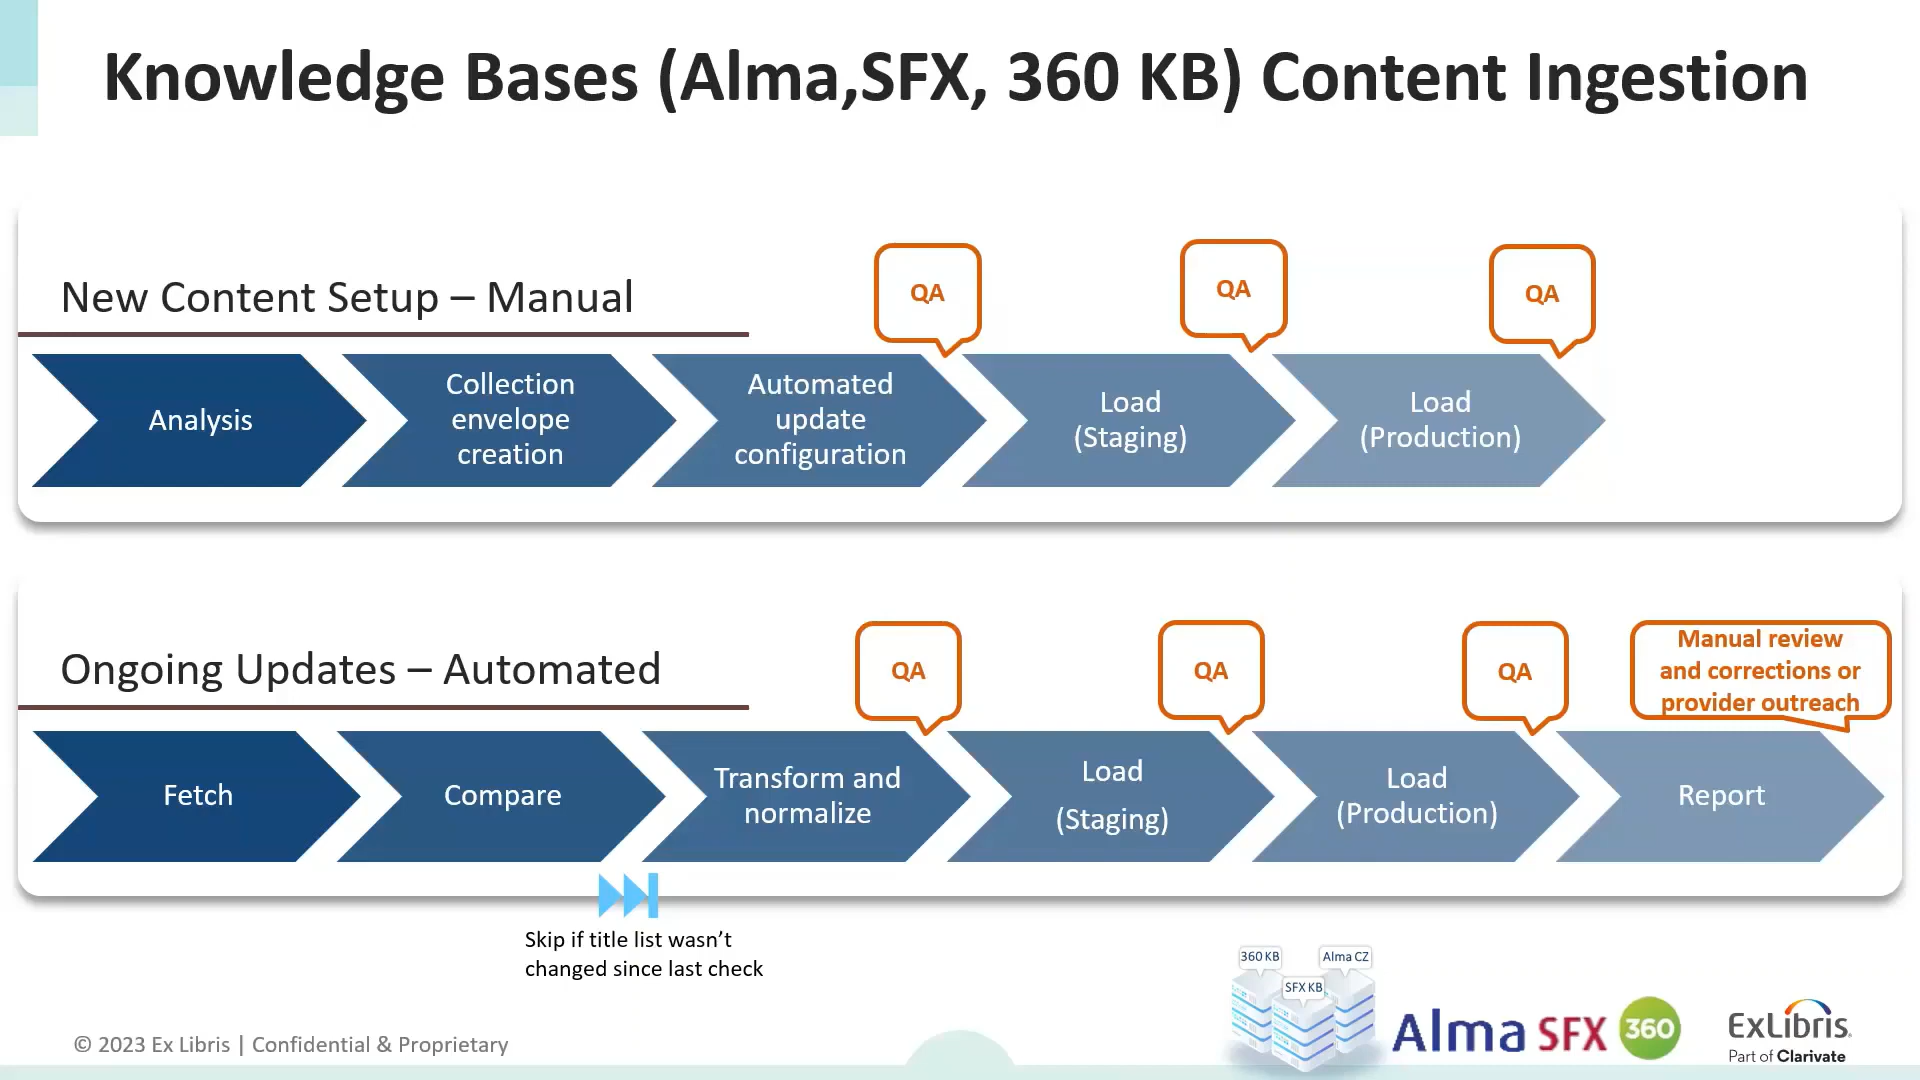 Knowledge Bases (Alma,SFX, 360 KB) Content Ingestion
New Content Setup – Manual
QA
QA
QA
Analysis
Collection
envelope
creation
Automated
update
configuration
Load
(Staging)
Load
(Production)
Ongoing Updates – Automated
QA
QA
QA
Manual review
and corrections or
provider outreach
Fetch
Compare
Transform and
normalize
Load
(Staging)
Load
(Production)
Report
Skip if title list wasn’t
changed since last check
360 KB
Alma CZ
SFX KB
Alma
SFX
360
ExLibris
Part of Clarivate
© 2023 Ex Libris | Confidential & Proprietary